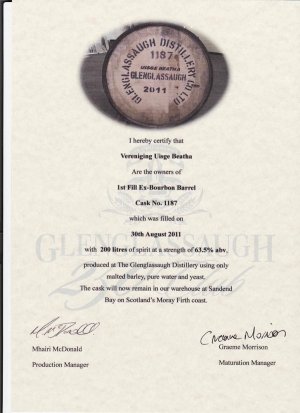 GLENGLASSAUGH DISTILLERY CO LTD
1187
UISGE BEATHA
GLENGLASSAUGH
2011
I hereby certify that
Vereniging Uisge Beatha
Are the owners of
1st Fill Ex-Bourbon Barrel
Cask No. 1187
which was filled on
30th August 2011
GLENGLASSAUGH
with 200 litres of spirit at a strength of 63.5% abv.
produced at The Glenglassaugh Distillery using only
malted barley, pure water and yeast.
The cask will now remain in our warehouse at Sandend
Bay on Scotland's Moray Firth coast.
Graeme Morrison
Mhairi McDonald
Graeme Morrison
Production Manager
Maturation Manager